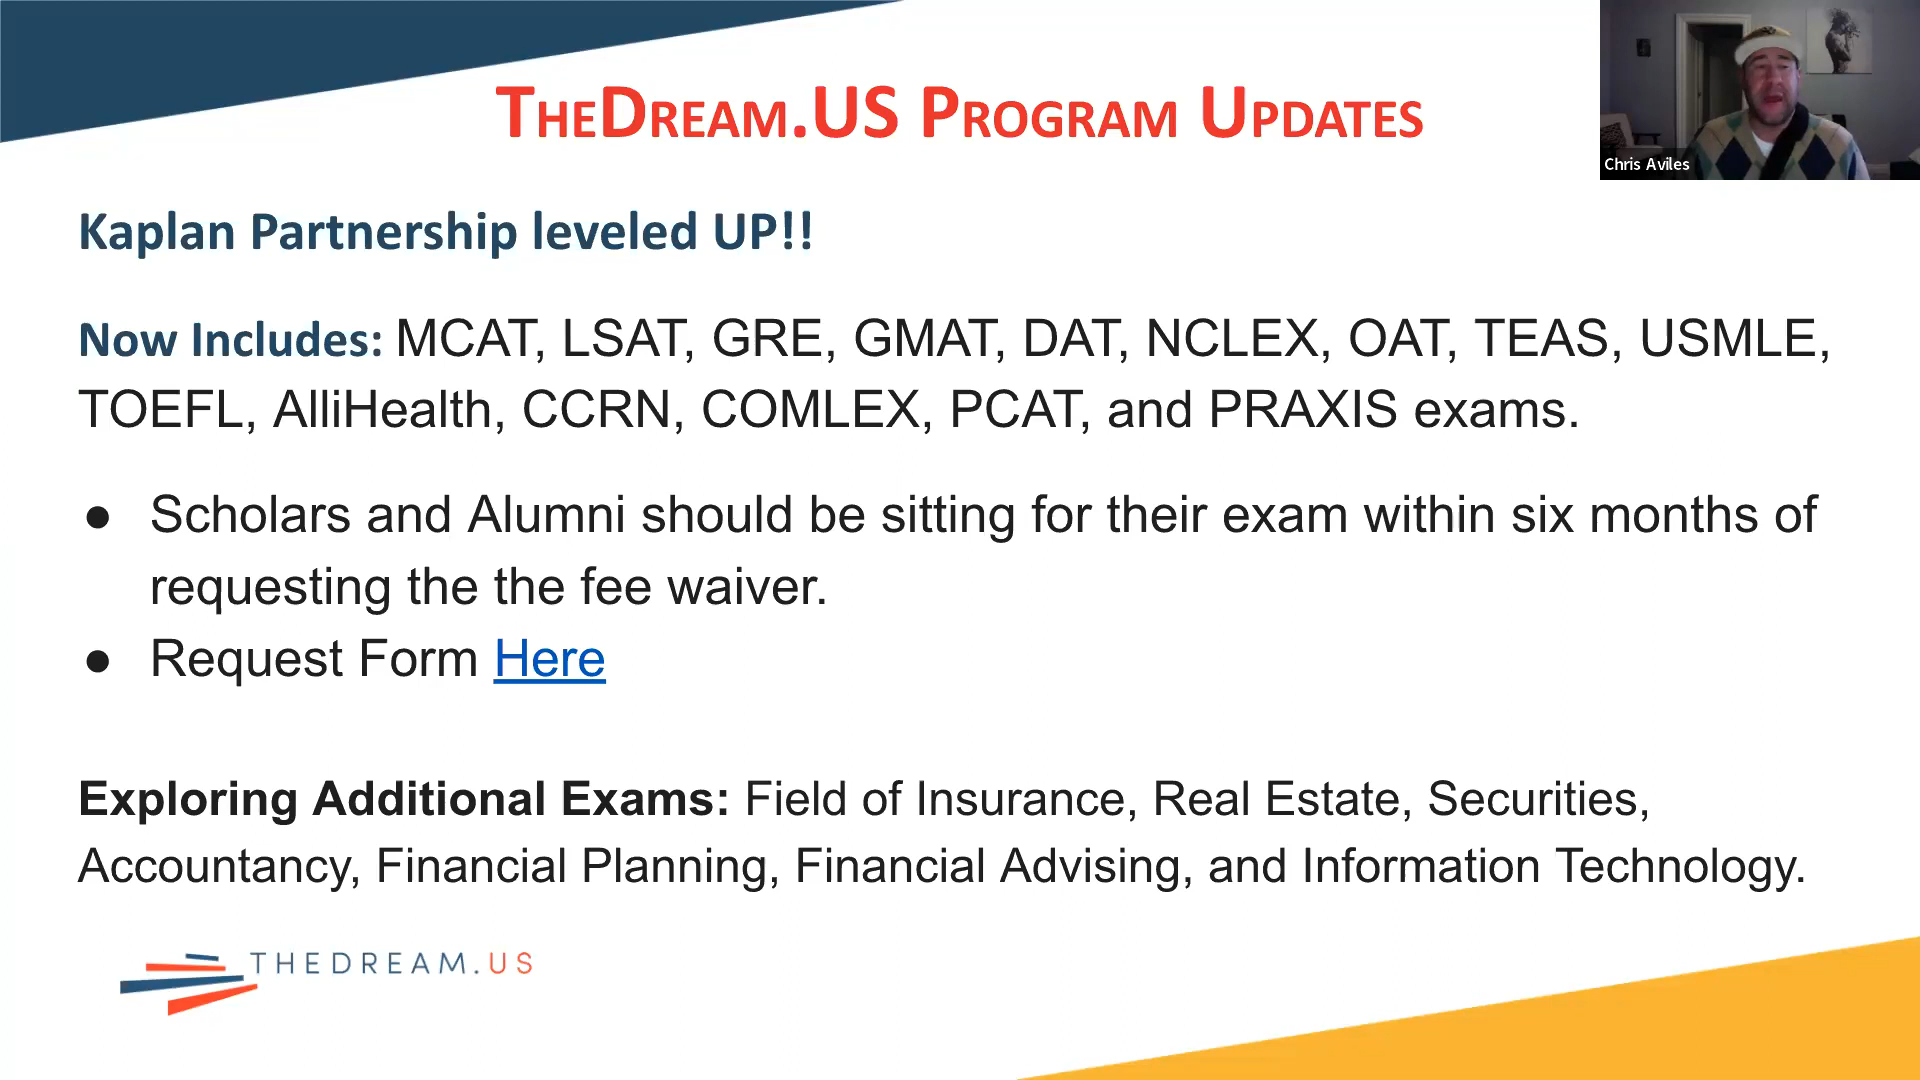 THEDREAM.US PROGRAM UPDATES
Chris Aviles
Kaplan Partnership leveled UP!!
Now Includes: MCAT, LSAT, GRE, GMAT, DAT, NCLEX, OAT, TEAS, USMLE,
TOEFL, AlliHealth, CCRN, COMLEX, PCAT, and PRAXIS exams.
● Scholars and Alumni should be sitting for their exam within six months of
requesting the the fee waiver.
● Request Form Here
Exploring Additional Exams: Field of Insurance, Real Estate, Securities,
Accountancy, Financial Planning, Financial Advising, and Information Technology.
THEDREAM.US